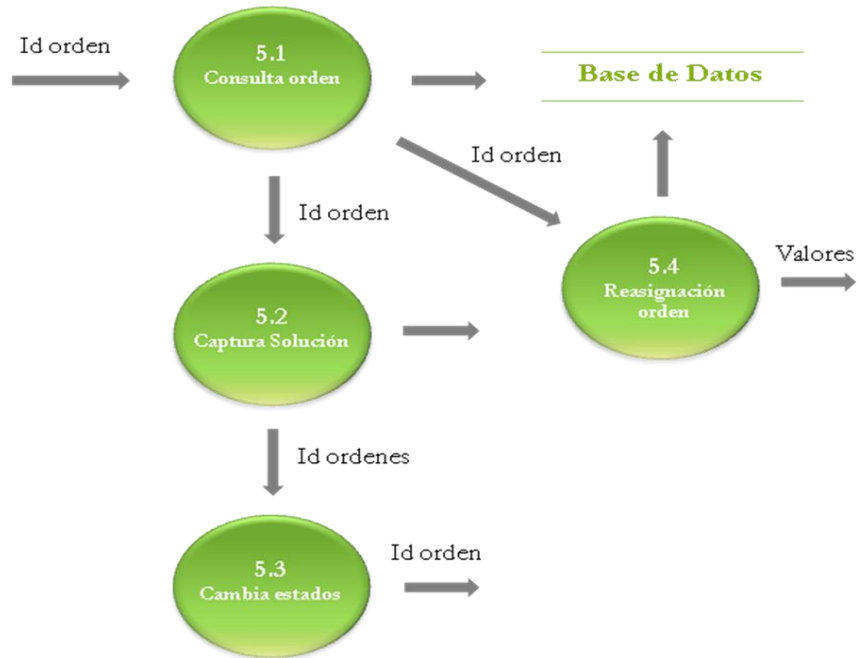 Id orden
5.1
Consulta orden
Base de Datos
Id orden
Id orden
5.4
Reasignación
orden
Valores
5.2
Captura Solución
Id ordenes
5.3
Cambia estados
Id orden